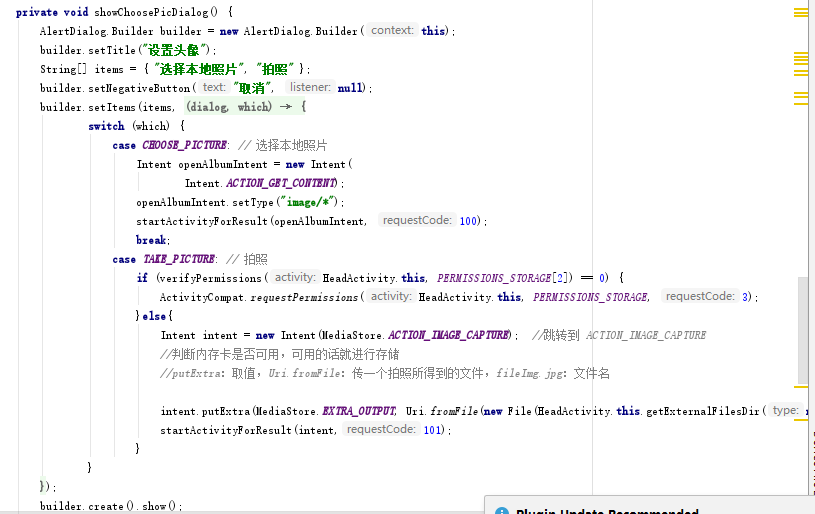 private void showChoosePicDialog() {
AlertDialog.Builder builder = new AlertDialog.Builder( context: this);
builder.setTitle("设置头像");
String[] items = { "选择本地照片", "拍照" };
builder.setNegativeButton( text: "取消", listener: null);
builder.setItems(items, (dialog, which) → {
switch (which) {
case CHOOSE_PICTURE: // 选择本地照片
Intent openAlbumIntent = new Intent(
Intent.ACTION_GET_CONTENT);
openAlbumIntent.setType("image/*");
startActivityForResult(openAlbumIntent, requestCode: 100);
break;
case TAKE_PICTURE: // 拍照
if (verifyPermissions( activity: HeadActivity.this, PERMISSIONS_STORAGE[2]) == 0) {
ActivityCompat.requestPermissions( activity: HeadActivity.this, PERMISSIONS_STORAGE, requestCode: 3);
}else{
Intent intent = new Intent(MediaStore.ACTION_IMAGE_CAPTURE); //跳转到 ACTION_IMAGE_CAPTURE
//判断内存卡是否可用，可用的话就进行存储
//putExtra：取值，Uri.fromFile：传一个拍照所得到的文件，fileImg.jpg：文件名
intent.putExtra(MediaStore.EXTRA_OUTPUT, Uri.fromFile(new File(HeadActivity.this.getExternalFilesDir( type:
startActivityForResult(intent, requestCode: 101);
}
}
});
builder.create().show();
Plugin Update Recommended